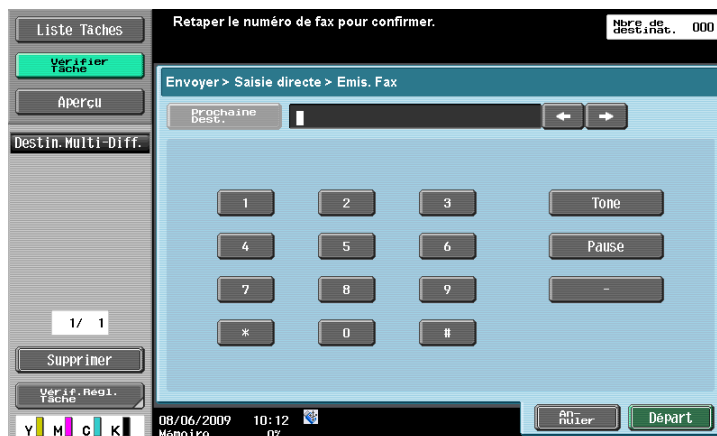 Liste Tâches
Retaper le numéro de fax pour confirmer.
Nbre de
destinat. 000
Vérifier
Tâche
Envoyer > Saisie directe > Emis. Fax
Aperçu
Prochaine
Dest.
← →
Destin.Multi-Diff.
1 2 3 Tone
4 5 6 Pause
7 8 9 -
* 0 #
1/ 1
Supprimer
Vérif.Régl.
Tâche
An-
nuler
Départ
Y M C K
08/06/2009 10:12
Mémoire 0%